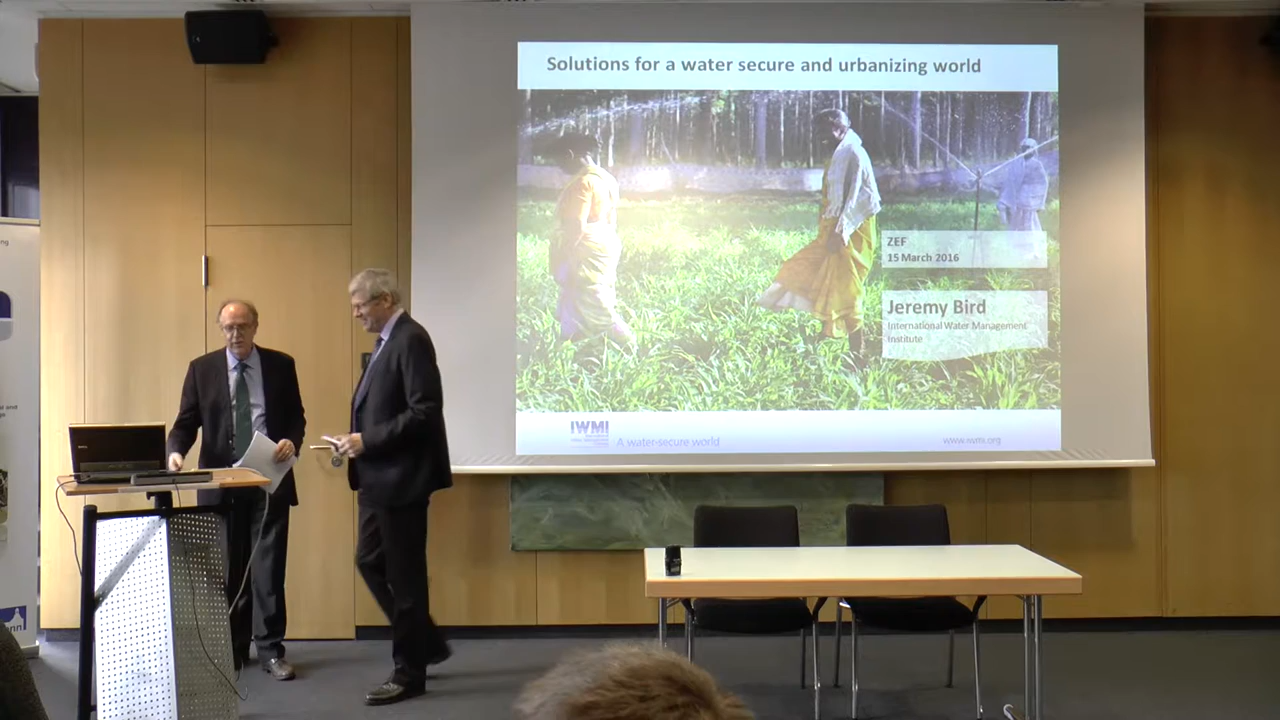 Solutions for a water secure and urbanizing world
ZEF
15 March 2016
Jeremy Bird
International Water Management
Institute
IWMI
A water-secure world
www.iwmi.org